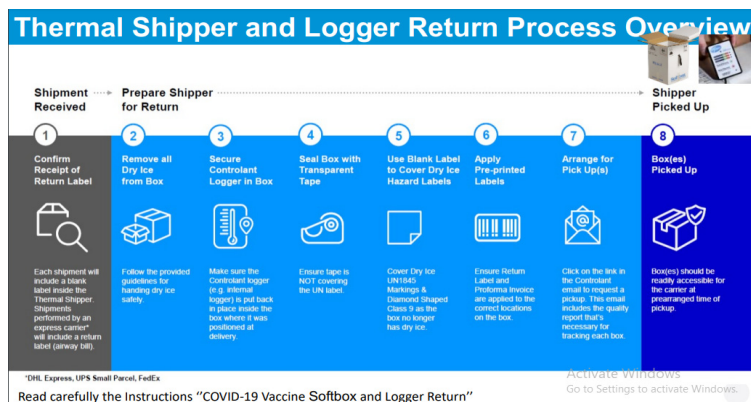 Thermal Shipper and Logger Return Process Overview
Shipment
Received
Prepare Shipper
for Return
Shipper
Picked Up
1
Confirm
Receipt of
Return Label
Each shipment will
include a blank
label inside the
Thermal Shipper.
Shipments
performed by an
express carrier*
will include a return
label (airway bill).
2
Remove all
Dry Ice
from Box
Follow the provided
guidelines for
handing dry ice
safely.
3
Secure
Controlant
Logger in Box
Make sure the
Controlant logger
(e.g. internal
logger) is put back
in place inside the
box where it was
positioned at
delivery.
4
Seal Box with
Transparent
Tape
Ensure tape is
NOT covering
the UN label.
5
Use Blank Label
to Cover Dry Ice
Hazard Labels
Cover Dry Ice
UN1845
Markings &
Diamond Shaped
Class 9 as the
box no longer
has dry ice.
6
Apply
Pre-printed
Labels
Ensure Return
Label and
Proforma Invoice
are applied to the
correct locations
on the box.
7
Arrange for
Pick Up(s)
Click on the link in
the Controlant
email to request a
pickup. This email
includes the quality
report that's
necessary for
tracking each box.
8
Box(es)
Picked Up
Box(es) should be
readily accessible for
the carrier at
prearranged time of
pickup.
*DHL Express, UPS Small Parcel, FedEx
Activate Windows
Go to Settings to activate Windows.
Read carefully the Instructions ‘’COVID-19 Vaccine Softbox and Logger Return’’